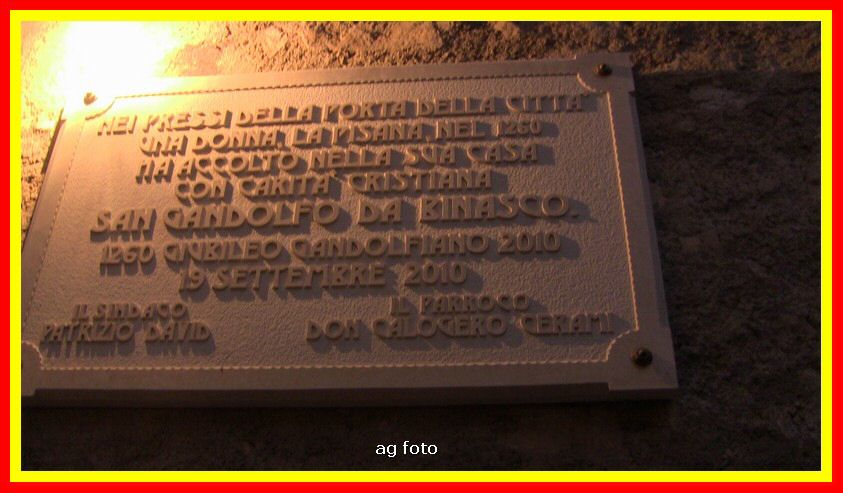 NEI PRESSI DELLA PORTA DELLA CITTA'
UNA DONNA, LA PISANA, NEL 1260
HA ACCOLTO NELLA SUA CASA
CON CARITA' CRISTIANA
SAN GANDOLFO DA BINASCO.
1260 GIUBILEO GANDOLFIANO 2010
19 SETTEMBRE 2010
IL SINDACO
PATRIZIO DAVID
IL PARROCO
DON CALOGERO CERAMI
ag foto